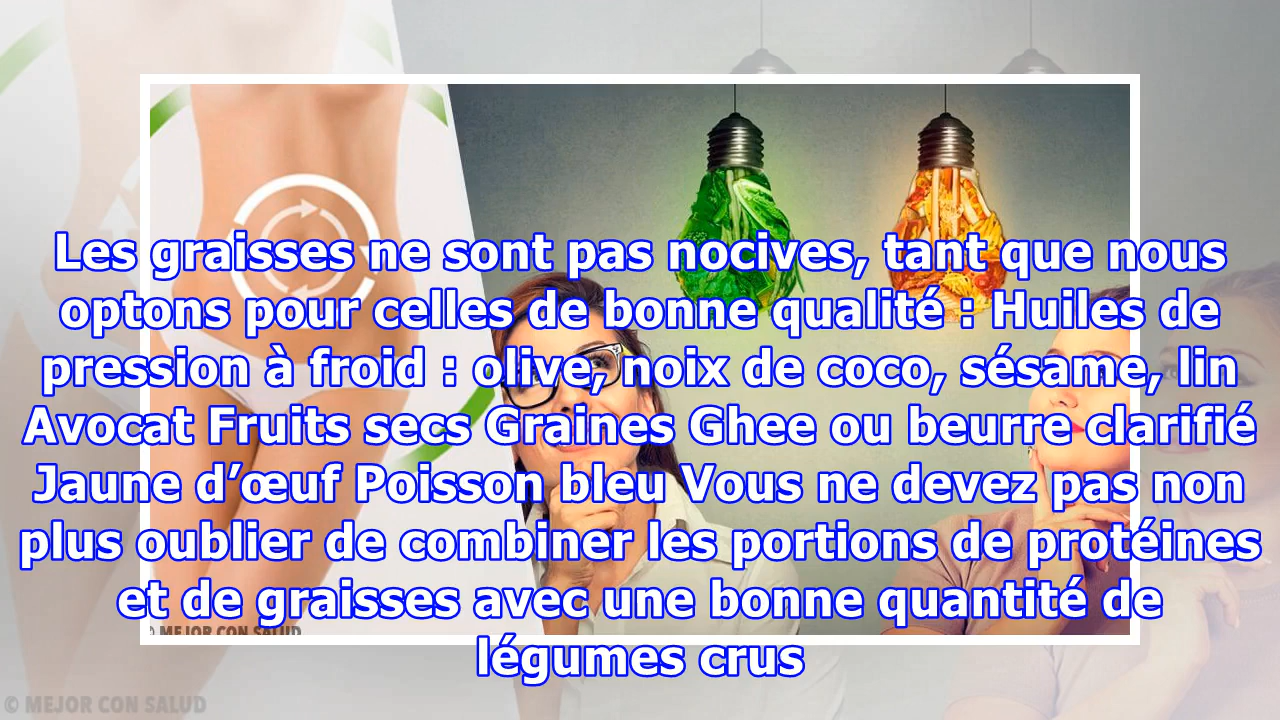 Les graisses ne sont pas nocives, tant que nous
optons pour celles de bonne qualité : Huiles de
pression à froid : olive, noix de coco, sésame, lin
Avocat Fruits secs Graines Ghee ou beurre clarifié
Jaune d’œuf Poisson bleu Vous ne devez pas non
plus oublier de combiner les portions de protéines
et de graisses avec une bonne quantité de
légumes crus
MEJOR CON SALUD
© MEJOR CON SALUD